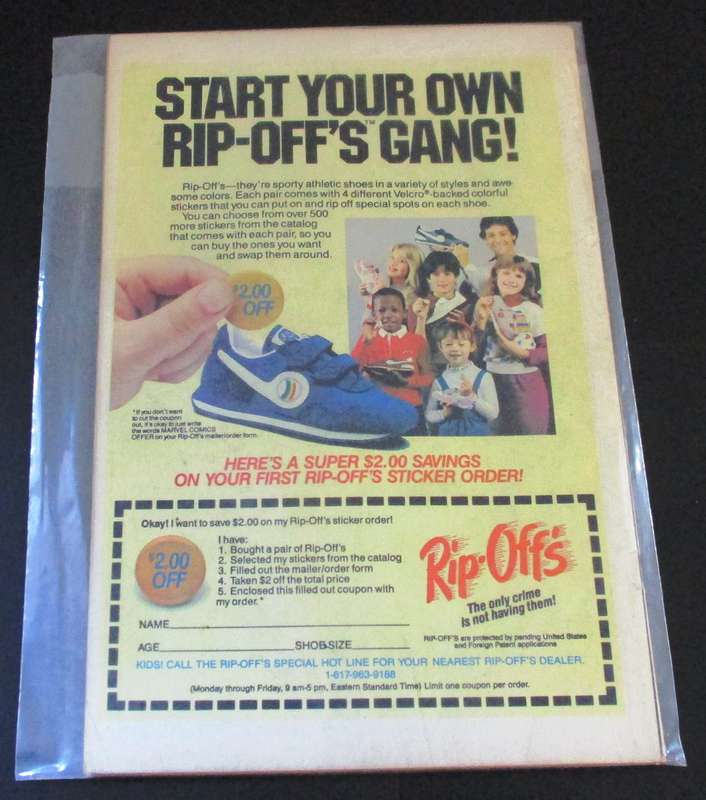 START YOUR OWN
RIP-OFF'S™ GANG!
Rip-Off's—they're sporty athletic shoes in a variety of styles and awe-
some colors. Each pair comes with 4 different Velcro®-backed colorful
stickers that you can put on and rip off special spots on each shoe.
You can choose from over 500
more stickers from the catalog
that comes with each pair, so you
can buy the ones you want
and swap them around.
$2.00
OFF
*If you don't want
to cut the coupon
out, it's okay to just write
the words MARVEL COMICS
OFFER on your Rip-Off's mailer/order form.
HERE'S A SUPER $2.00 SAVINGS
ON YOUR FIRST RIP-OFF'S STICKER ORDER!
Okay! I want to save $2.00 on my Rip-Off's sticker order!
$2.00
OFF
I have:
1. Bought a pair of Rip-Off's
2. Selected my stickers from the catalog
3. Filled out the mailer/order form
4. Taken $2 off the total price
5. Enclosed this filled out coupon with
my order.*
Rip-Off's
The only crime
is not having them!
NAME
AGE SHOE SIZE
RIP-OFF'S are protected by pending United States
and Foreign Patent applications
KIDS! CALL THE RIP-OFF'S SPECIAL HOT LINE FOR YOUR NEAREST RIP-OFF'S DEALER.
1-617-963-9188
(Monday through Friday, 9 am-5 pm, Eastern Standard Time) Limit one coupon per order.